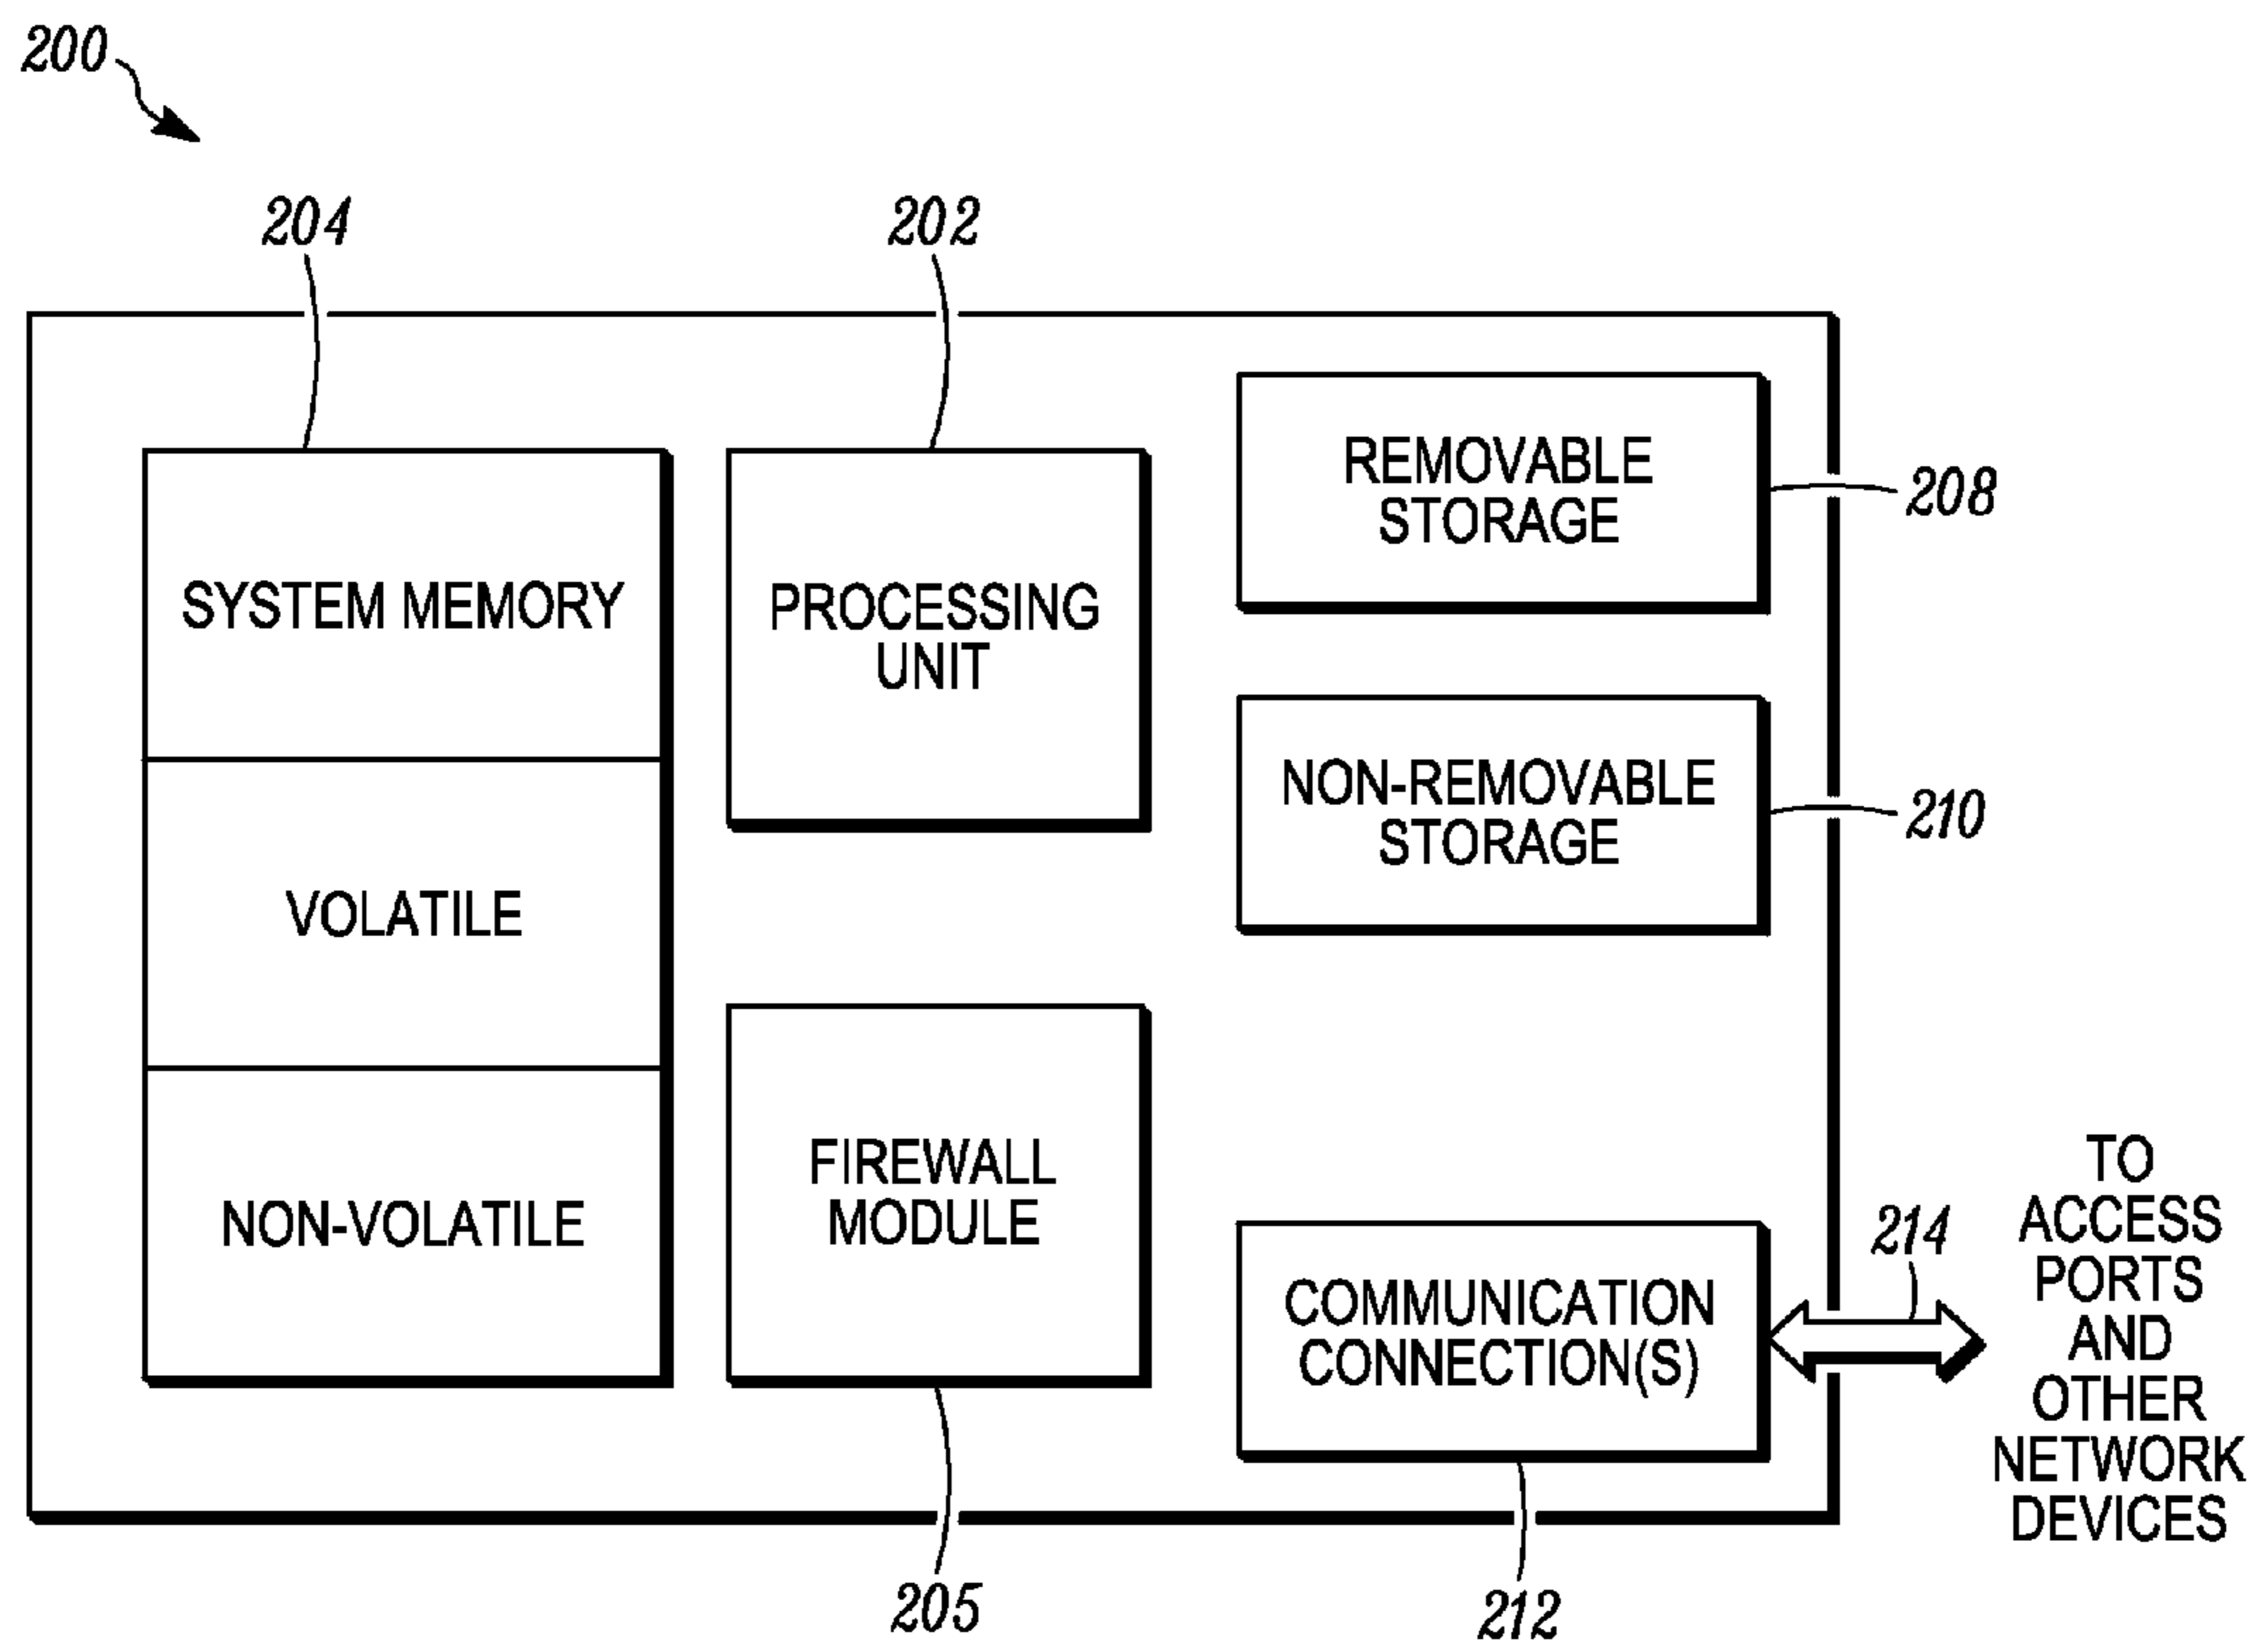 200
204
202
REMOVABLE
STORAGE
208
SYSTEM MEMORY
PROCESSING
UNIT
NON-REMOVABLE
STORAGE
210
VOLATILE
NON-VOLATILE
FIREWALL
MODULE
COMMUNICATION
CONNECTION(S)
214
TO
ACCESS
PORTS
AND
OTHER
NETWORK
DEVICES
205
212